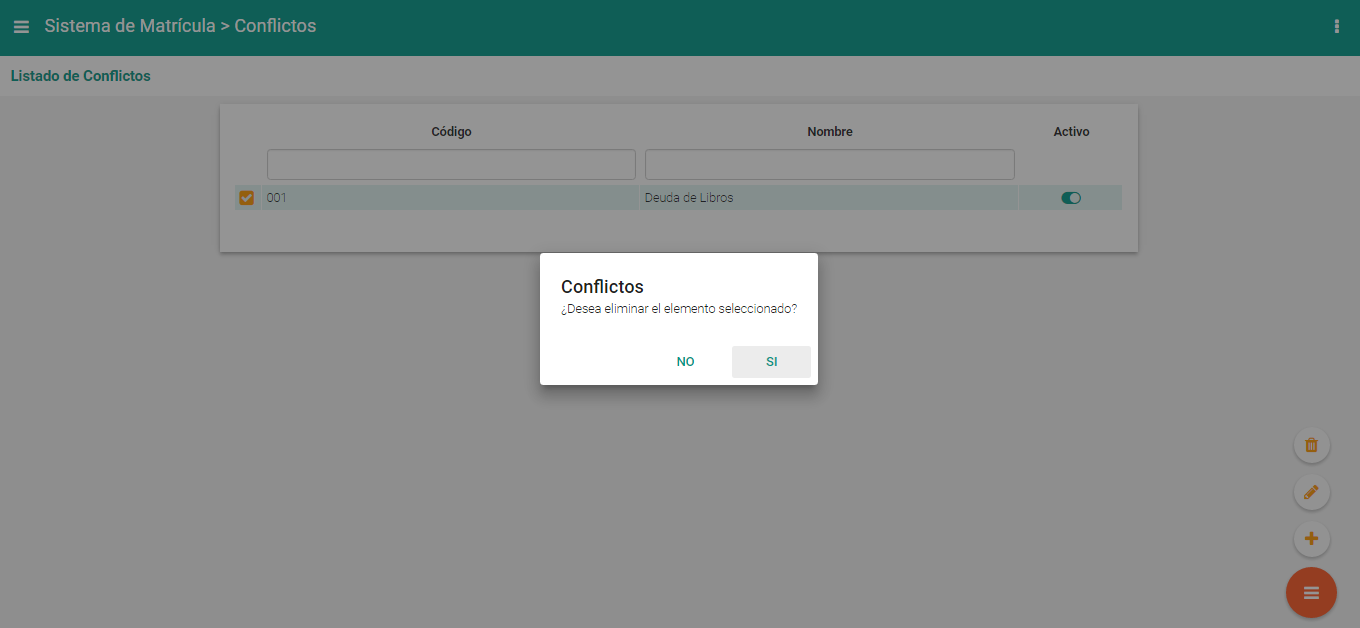 Sistema de Matrícula > Conflictos
Listado de Conflictos
Código Nombre Activo
001 Deuda de Libros
Conflictos
¿Desea eliminar el elemento seleccionado?
NO SI